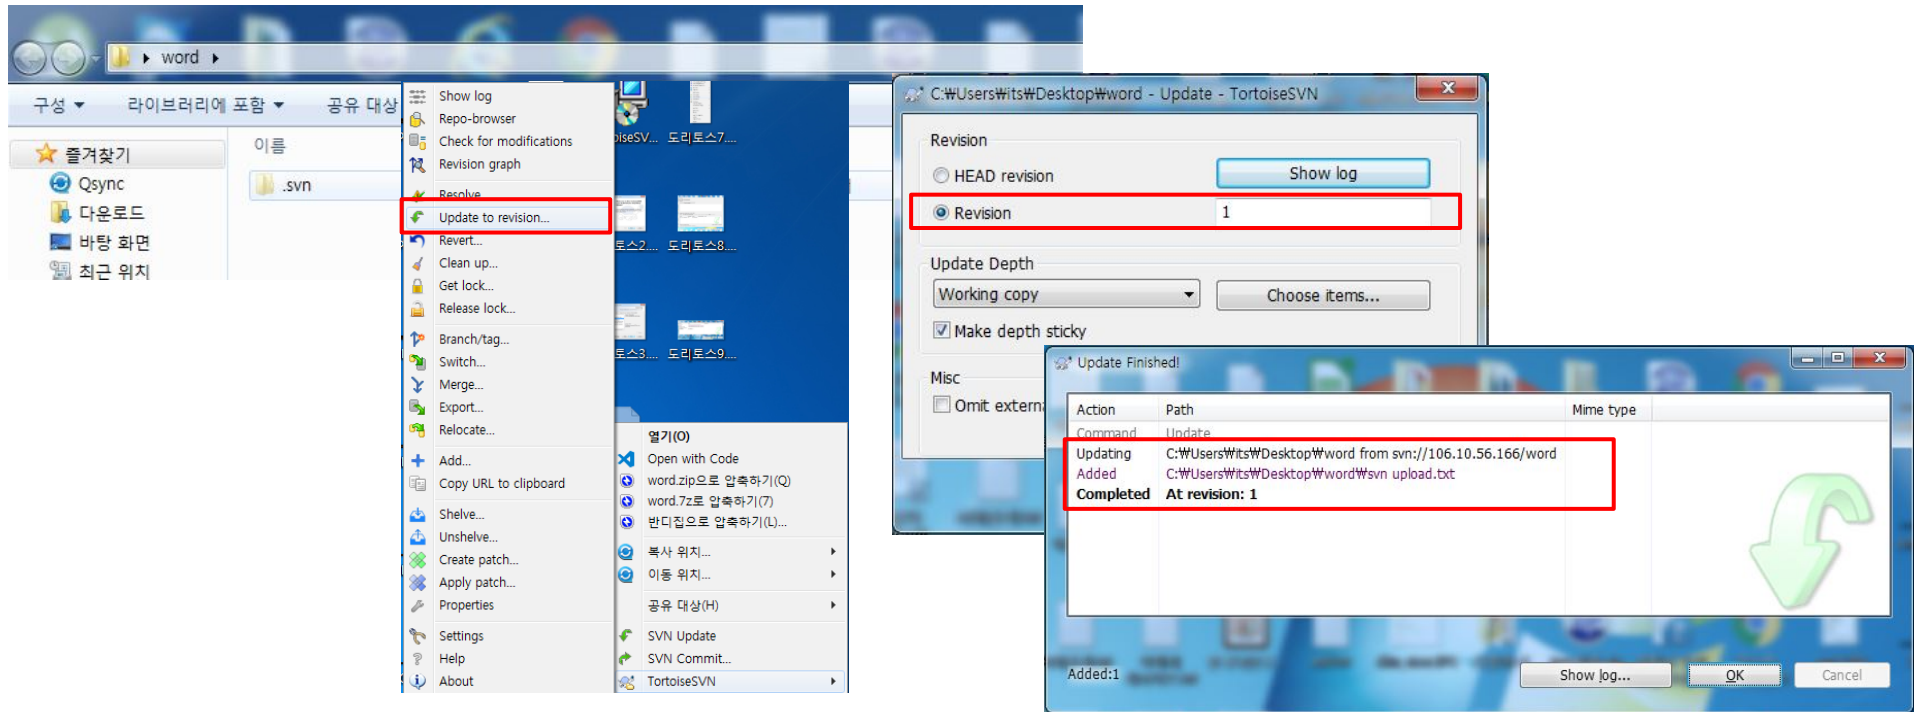 word
구성
라이브러리에 포함
공유 대상
즐겨찾기
Qsync
다운로드
바탕 화면
최근 위치
이름
.svn
Show log
Repo-browser
Check for modifications
Revision graph
Resolve
Update to revision...
Revert...
Clean up...
Get lock...
Release lock...
Branch/tag...
Switch...
Merge...
Export...
Relocate...
Add...
Copy URL to clipboard
Shelve...
Unshelve...
Create patch...
Apply patch...
Properties
Settings
Help
About
도리토스7....
도리토스8....
도리토스9....
열기(O)
Open with Code
word.zip으로 압축하기(Q)
word.7z로 압축하기(7)
반디집으로 압축하기(L)...
복사 위치...
이동 위치...
공유 대상(H)
SVN Update
SVN Commit...
TortoiseSVN
C:₩Users₩its₩Desktop₩word - Update - TortoiseSVN
Revision
HEAD revision
Show log
Revision
1
Update Depth
Working copy
Choose items...
Make depth sticky
Misc
Omit externa
Update Finished!
Action Path Mime type
Command Update
Updating C:₩Users₩its₩Desktop₩word from svn://106.10.56.166/word
Added C:₩Users₩its₩Desktop₩word₩svn upload.txt
Completed At revision: 1
Added:1
Show log...
OK
Cancel